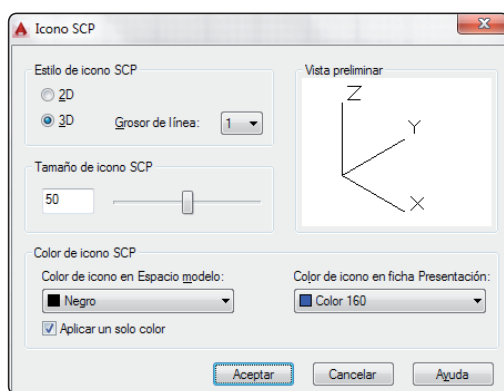 Icono SCP
Estilo de icono SCP
2D
3D
Grosor de línea:
1
Vista preliminar
Z
Y
X
Tamaño de icono SCP
50
Color de icono SCP
Color de icono en Espacio modelo:
Negro
Aplicar un solo color
Color de icono en ficha Presentación:
Color 160
Aceptar
Cancelar
Ayuda